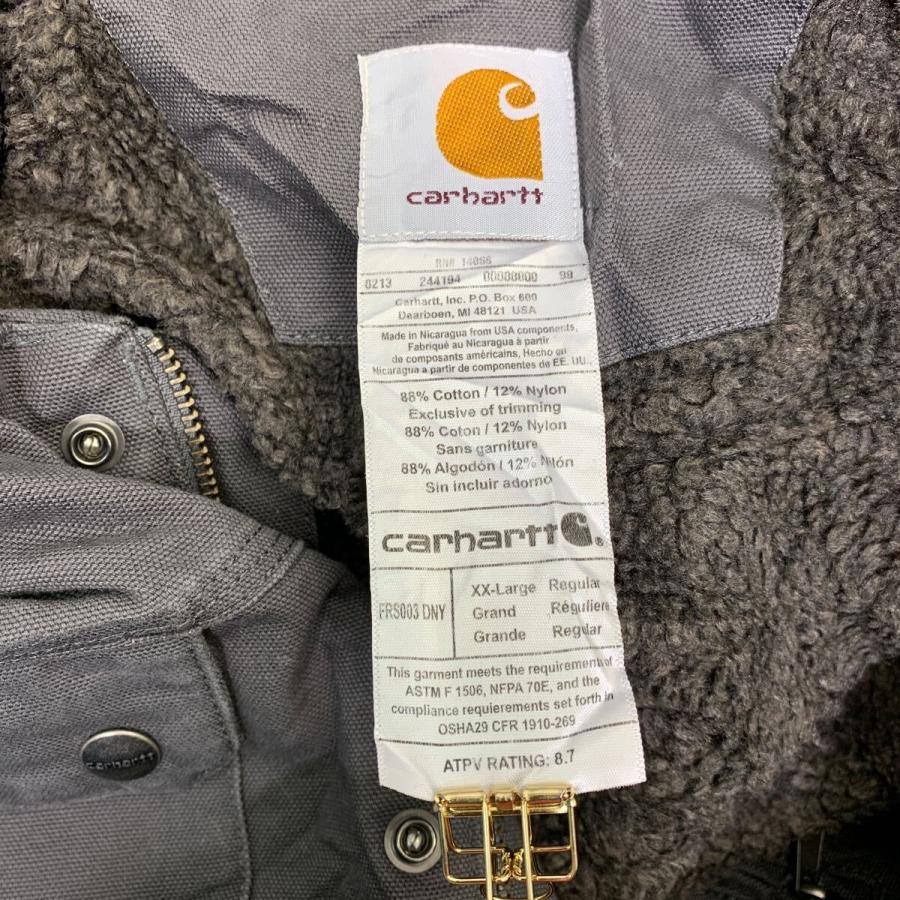 carhartt
RN# 14806
0213 244194 00000000 99
Carhartt, Inc. P.O. Box 600
Dearboen, MI 48121 USA
Made in Nicaragua from USA components,
Fabriqué au Nicaragua à partir
de composants américains, Hecho en
Nicaragua a partir de componentes de EE. UU.,
88% Cotton / 12% Nylon
Exclusive of trimming
88% Coton / 12% Nylon
Sans garniture
88% Algodón / 12% Nilón
Sin incluir adorno
carhartt
FRS003 DNY
XX-Large Regular
Grand Réguliere
Grande Regular
This garment meets the requirement of
ASTM F 1506, NFPA 70E, and the
compliance requierements set forth in
OSHA29 CFR 1910-269
ATPV RATING: 8.7
carhartt